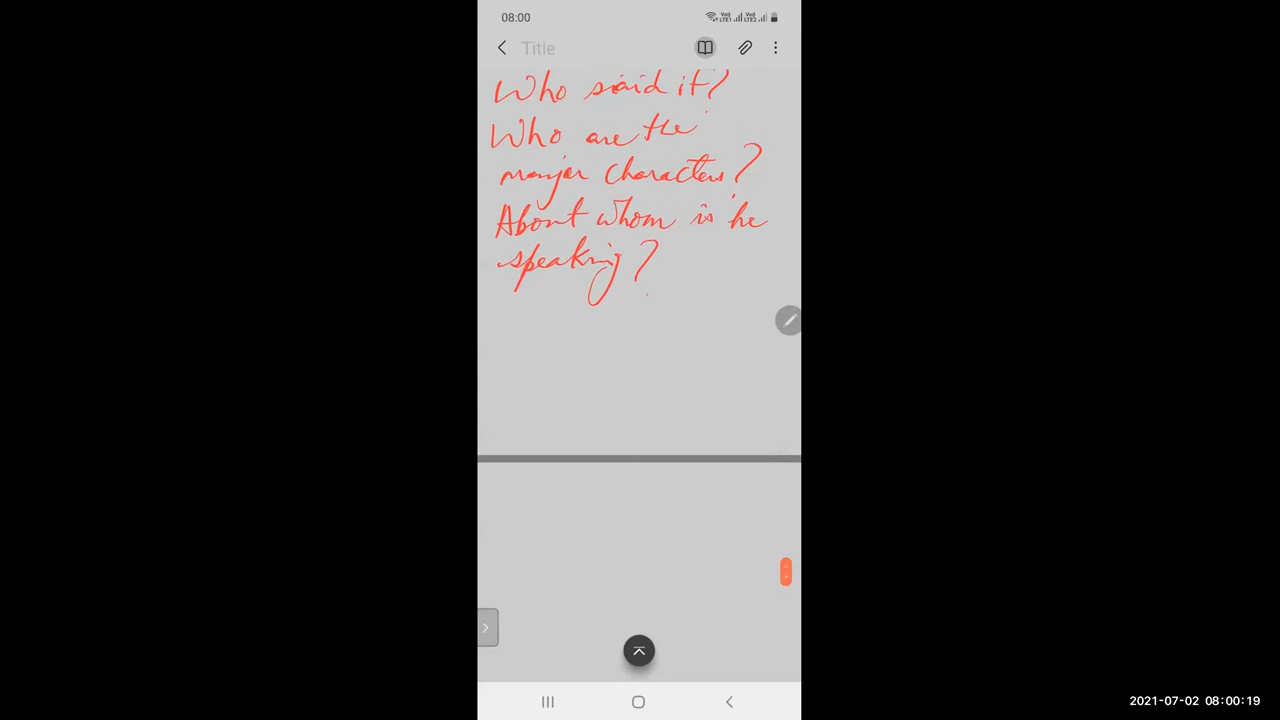 08:00
Title
Who said it?
Who are the
major characters?
About whom is he
speaking?
2021-07-02 08:00:19